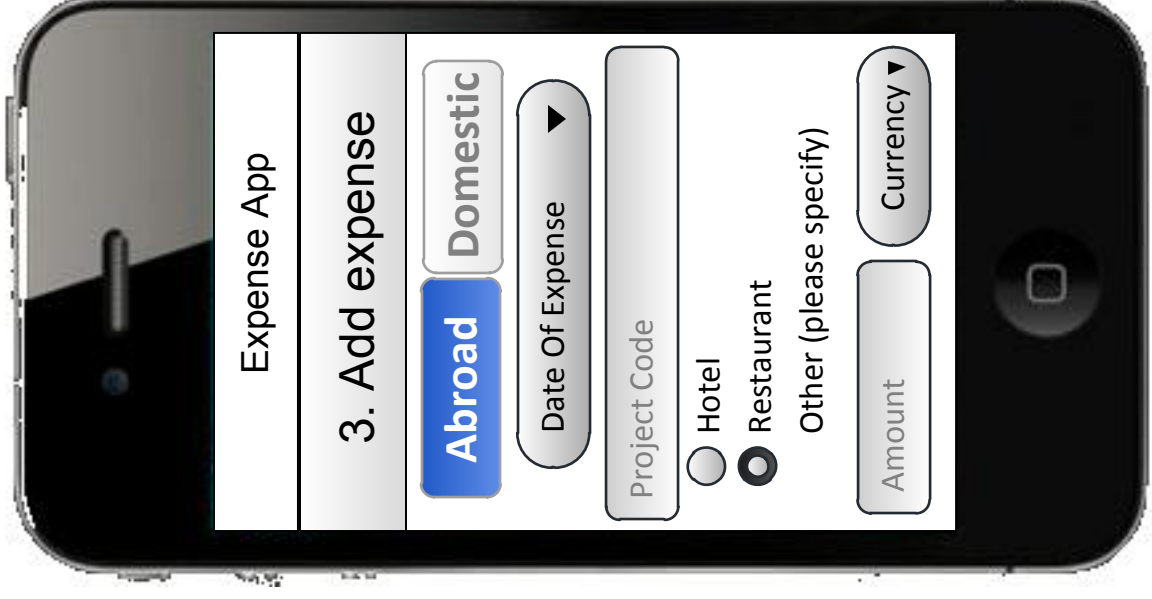 Expense App
3. Add expense
Abroad Domestic
Date Of Expense ▼
Project Code
Hotel
Restaurant
Other (please specify)
Amount Currency ▼